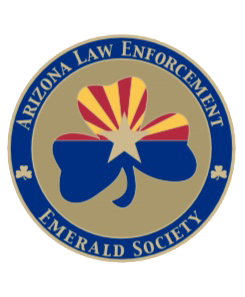 ARIZONA LAW ENFORCEMENT
EMERALD SOCIETY